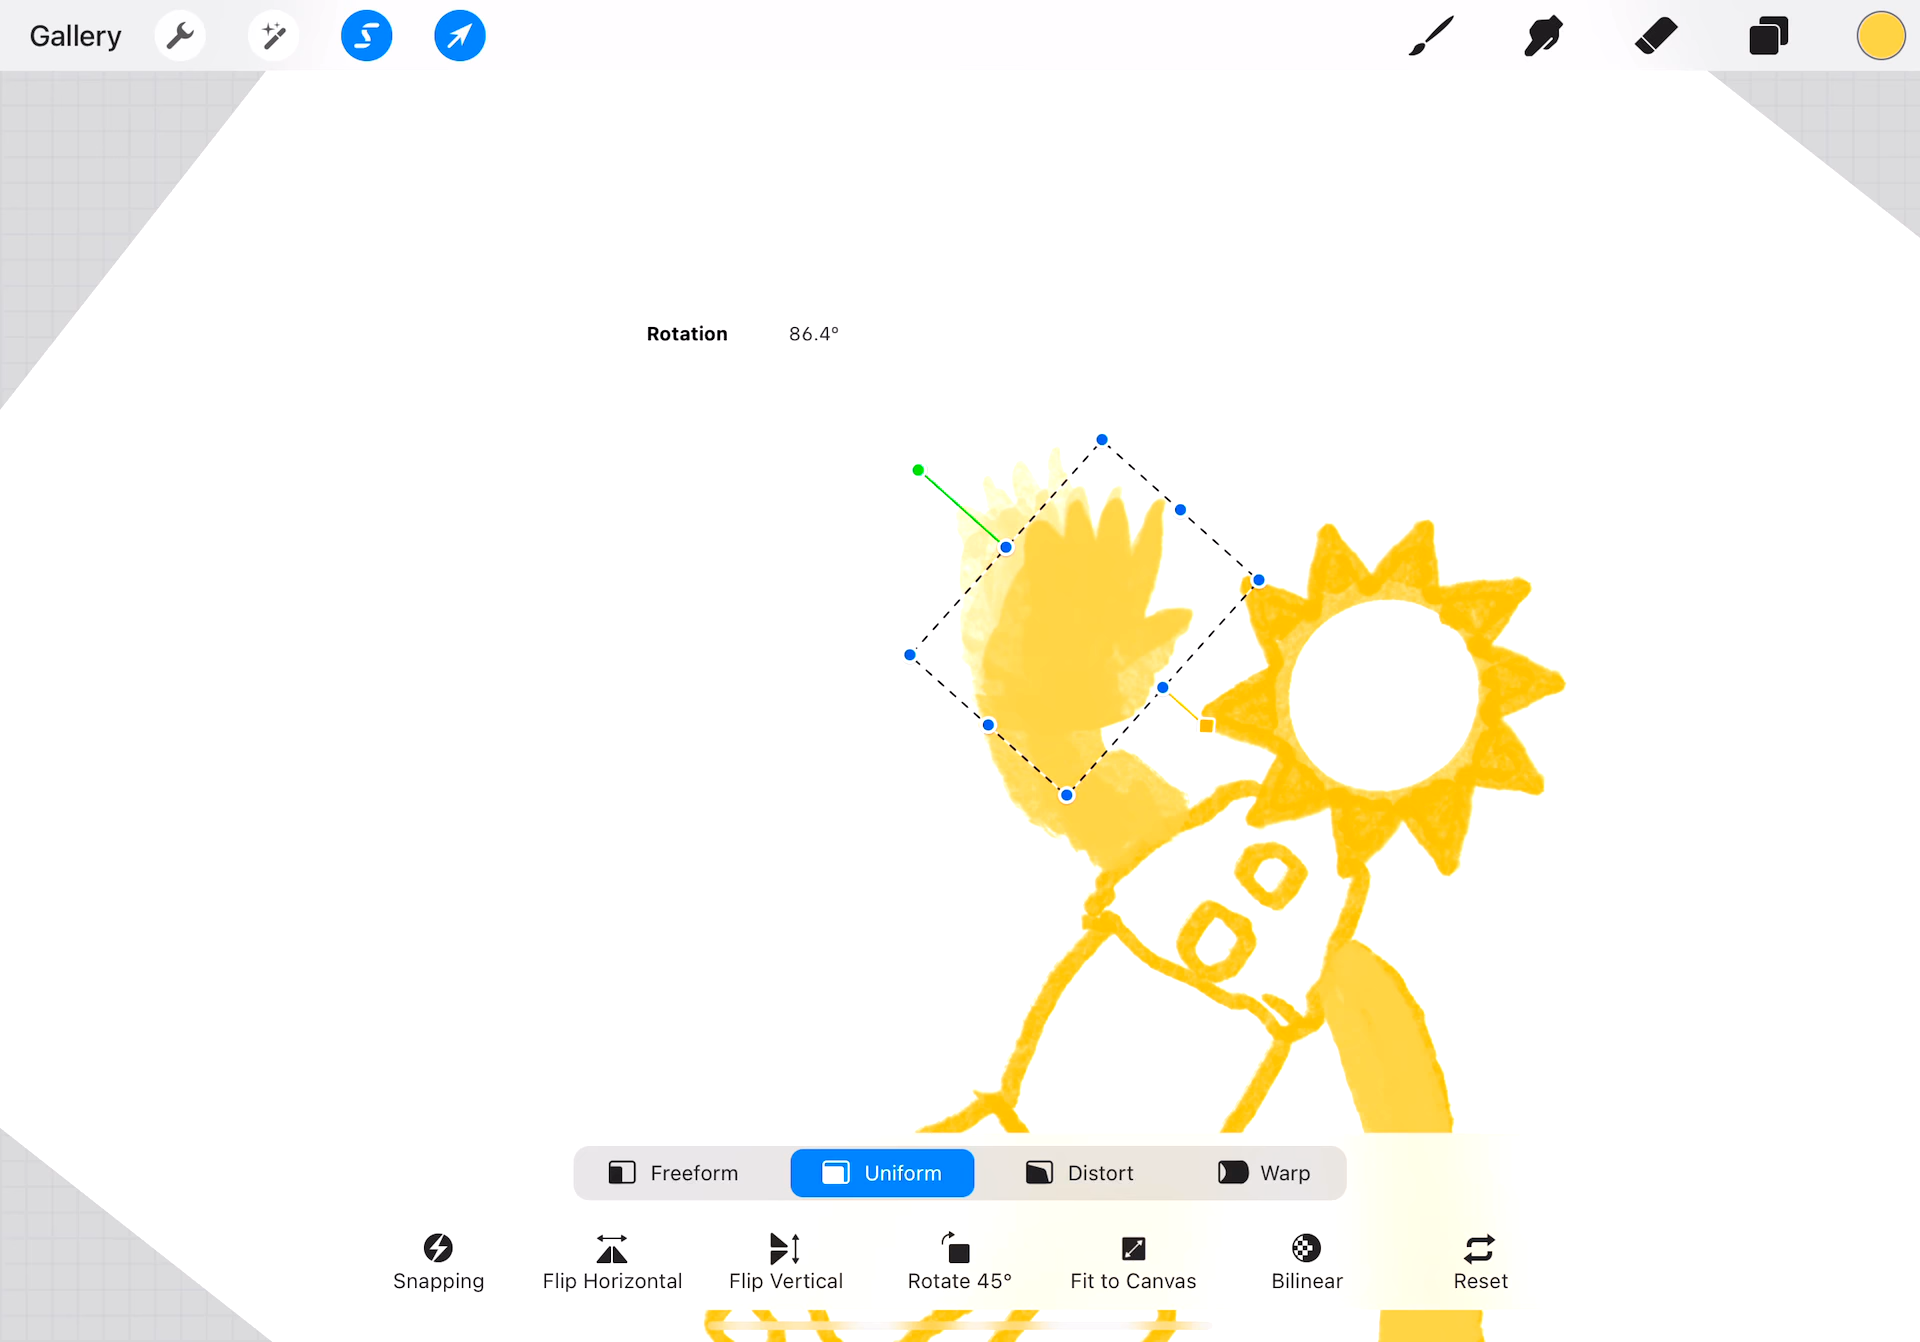 Gallery
Rotation 86.4°
Freeform Uniform Distort Warp
Snapping Flip Horizontal Flip Vertical Rotate 45° Fit to Canvas Bilinear Reset